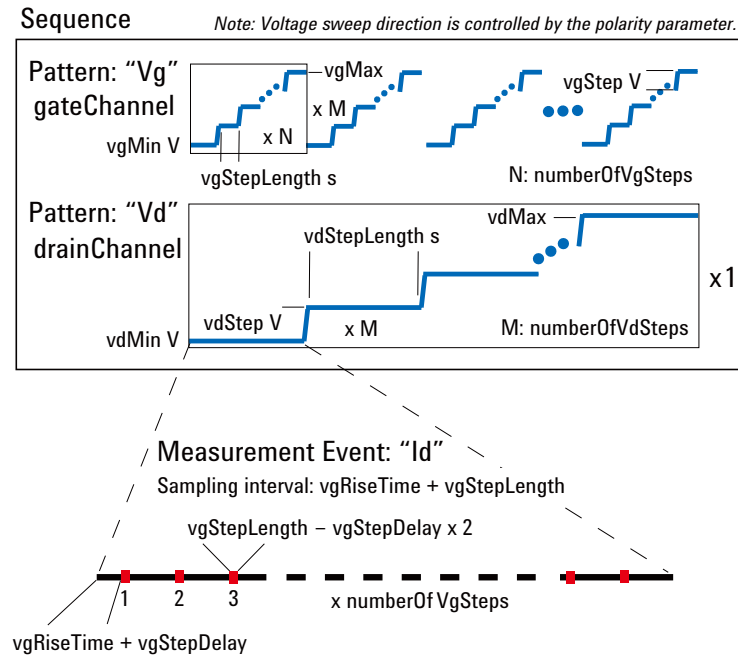 Sequence
Note: Voltage sweep direction is controlled by the polarity parameter.
Pattern: “Vg”
gateChannel
vgMax
vgStep V
x M
vgMin V
x N
vgStepLength s
N: numberOfVgSteps
Pattern: “Vd”
drainChannel
vdMax
vdStepLength s
x1
vdStep V
x M
M: numberOfVdSteps
vdMin V
Measurement Event: “Id”
Sampling interval: vgRiseTime + vgStepLength
vgStepLength – vgStepDelay x 2
1 2 3 x numberOf VgSteps
vgRiseTime + vgStepDelay